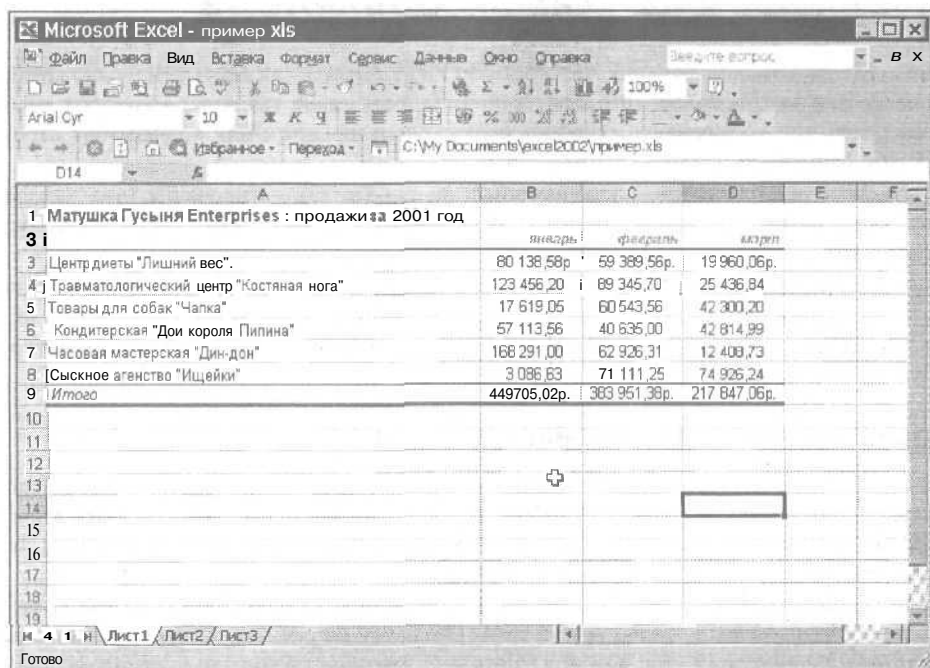 Microsoft Excel - пример xls
Файл Правка Вид Вставка Формат Сервис Данные Окно Справка Введите вопрос _ в x
100%
Arial Cyr 10 Ж К Ч % 000
Избранное Переход C:\My Documents\excel2002\пример.xls
D14 fx
A B C D E F
1 Матушка Гусыня Enterprises : продажи за 2001 год
3 i январь февраль март
3 Центр диеты "Лишний вес". 80 138,58р 59 389,56р. 19 960,06р.
4 j Травматологический центр "Костяная нога" 123 456,20 i 89 345,70 25 436,84
5 Товары для собак "Чапка" 17 619,05 60 543,56 42 300,20
6 Кондитерская "Дои короля Пипина" 57 113,56 40 635,00 42 814,99
7 Часовая мастерская "Дин-дон" 168 291,00 62 926,31 12 408,73
8 [Сыскное агенство "Ищейки" 3 086,63 71 111,25 74 926,24
9 Итого 449705,02р. 383 951,38р. 217 847,06р.
10
11
12
13
14
15
16
17
18
19
н 4 1 н Лист1 Лист2 Лист3
Готово